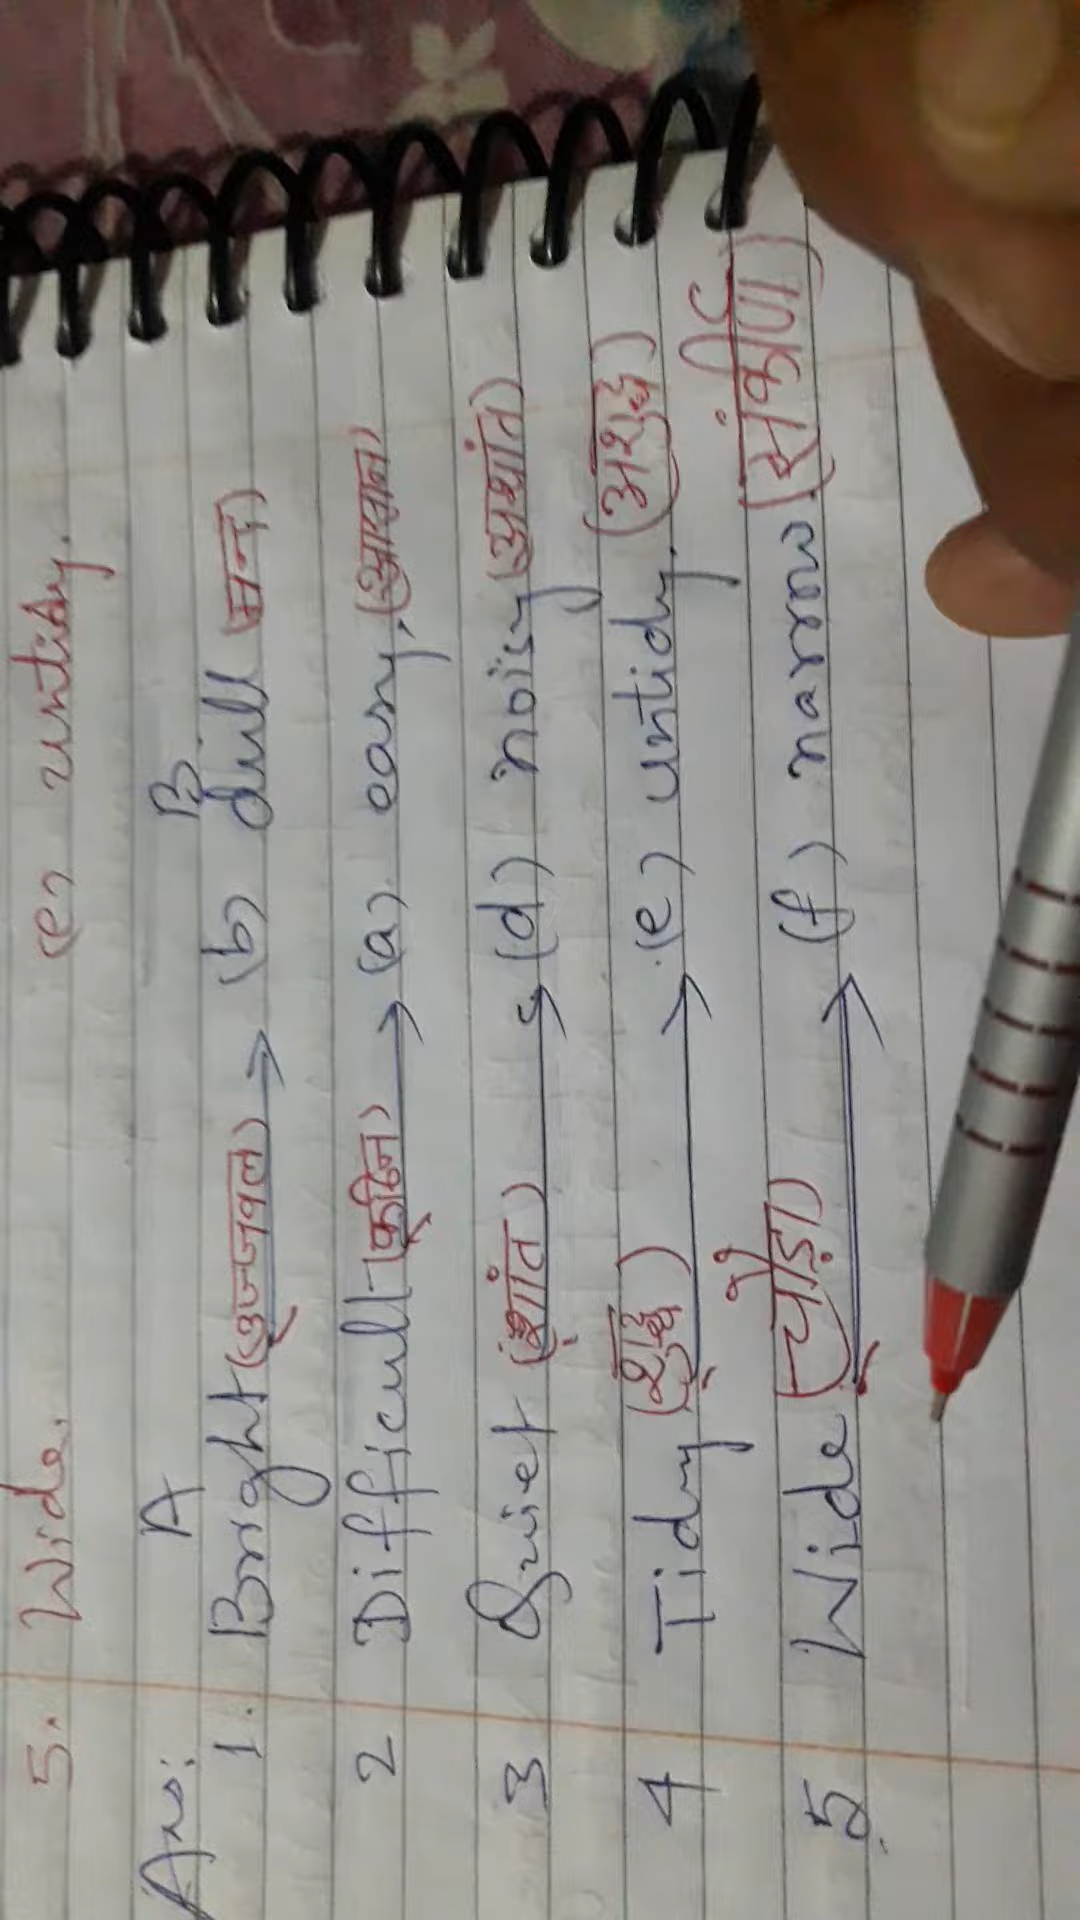 5. Wide. (e) untidy.
Ans: A B
1. Bright (उज्जवल) → (b) dull (मन्द)
2 Difficult (कठिन) → (a) easy. (आसान)
3 Quiet (शांत) → (d) noisy (अशांत)
4 Tidy (शुद्ध) → (e) untidy. (अशुद्ध)
5 Wide (चौड़ा) → (f) narrow. (संकीर्ण)